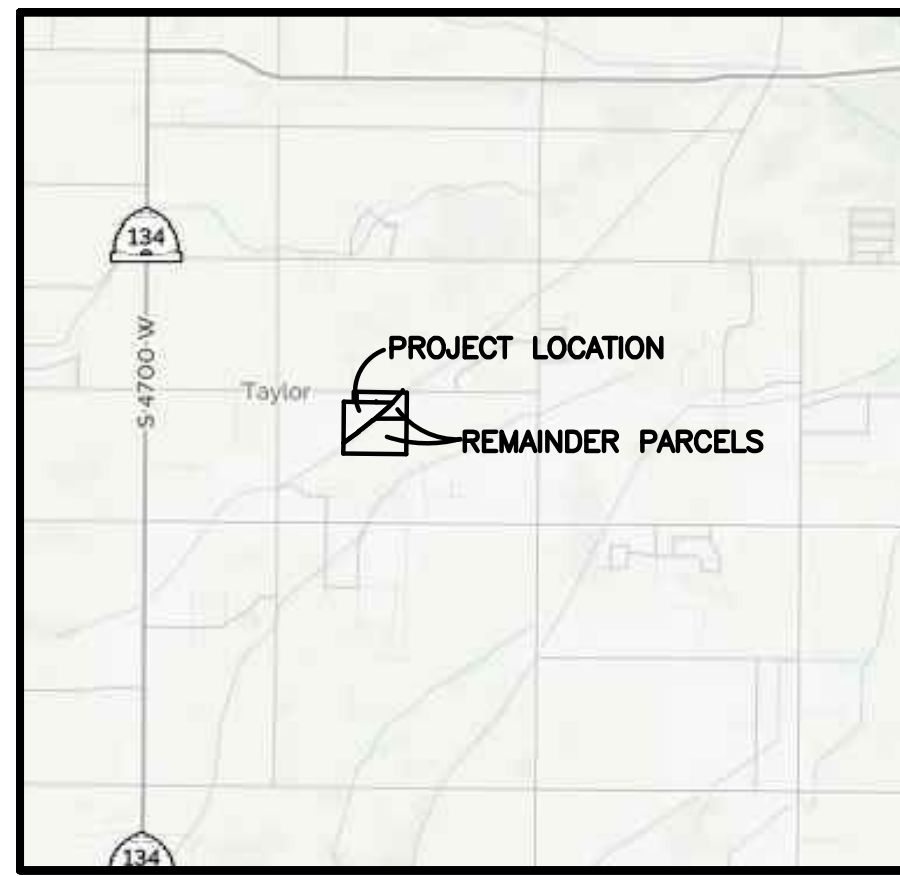 134
S 4700 W
PROJECT LOCATION
Taylor
REMAINDER PARCELS
134